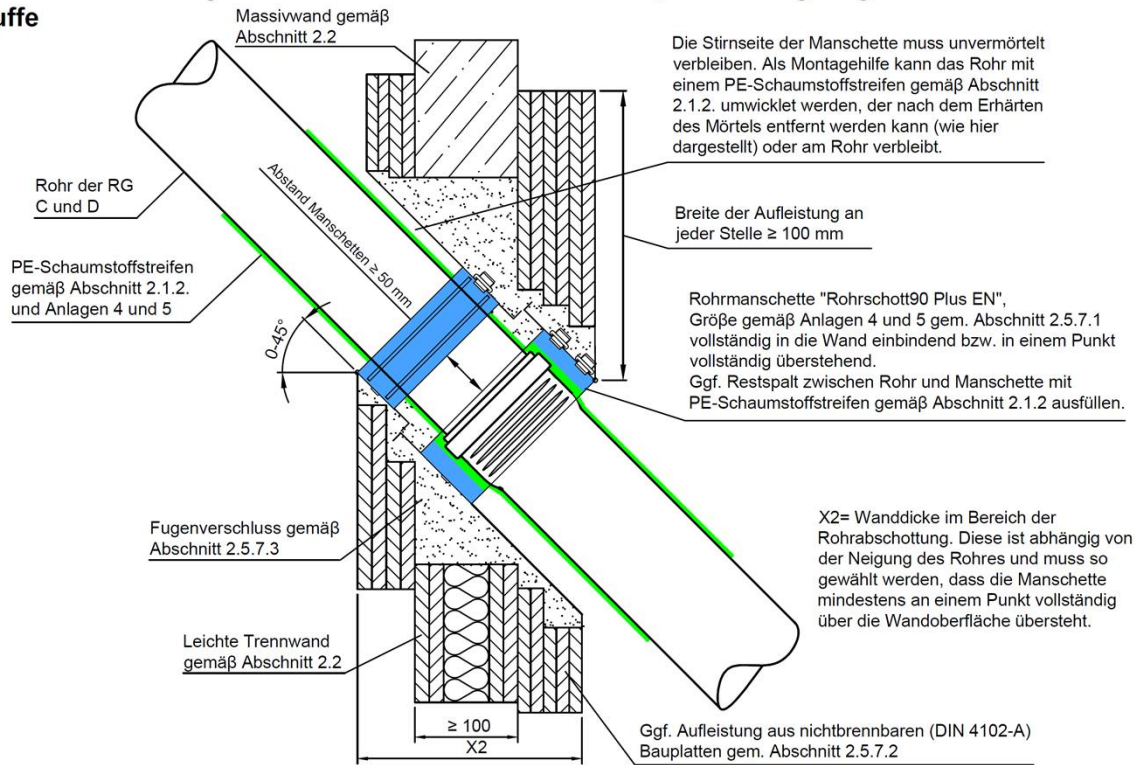 uffe
Massivwand gemäß
Abschnitt 2.2
Die Stirnseite der Manschette muss unvermörtelt
verbleiben. Als Montagehilfe kann das Rohr mit
einem PE-Schaumstoffstreifen gemäß Abschnitt
2.1.2. umwicklet werden, der nach dem Erhärten
des Mörtels entfernt werden kann (wie hier
dargestellt) oder am Rohr verbleibt.
Rohr der RG
C und D
Abstand Manschetten ≥ 50 mm
Breite der Aufleistung an
jeder Stelle ≥ 100 mm
PE-Schaumstoffstreifen
gemäß Abschnitt 2.1.2.
und Anlagen 4 und 5
0-45°
Rohrmanschette "Rohrschott90 Plus EN",
Größe gemäß Anlagen 4 und 5 gem. Abschnitt 2.5.7.1
vollständig in die Wand einbindend bzw. in einem Punkt
vollständig überstehend.
Ggf. Restspalt zwischen Rohr und Manschette mit
PE-Schaumstoffstreifen gemäß Abschnitt 2.1.2 ausfüllen.
Fugenverschluss gemäß
Abschnitt 2.5.7.3
X2= Wanddicke im Bereich der
Rohrabschottung. Diese ist abhängig von
der Neigung des Rohres und muss so
gewählt werden, dass die Manschette
mindestens an einem Punkt vollständig
über die Wandoberfläche übersteht.
Leichte Trennwand
gemäß Abschnitt 2.2
≥ 100
X2
Ggf. Aufleistung aus nichtbrennbaren (DIN 4102-A)
Bauplatten gem. Abschnitt 2.5.7.2